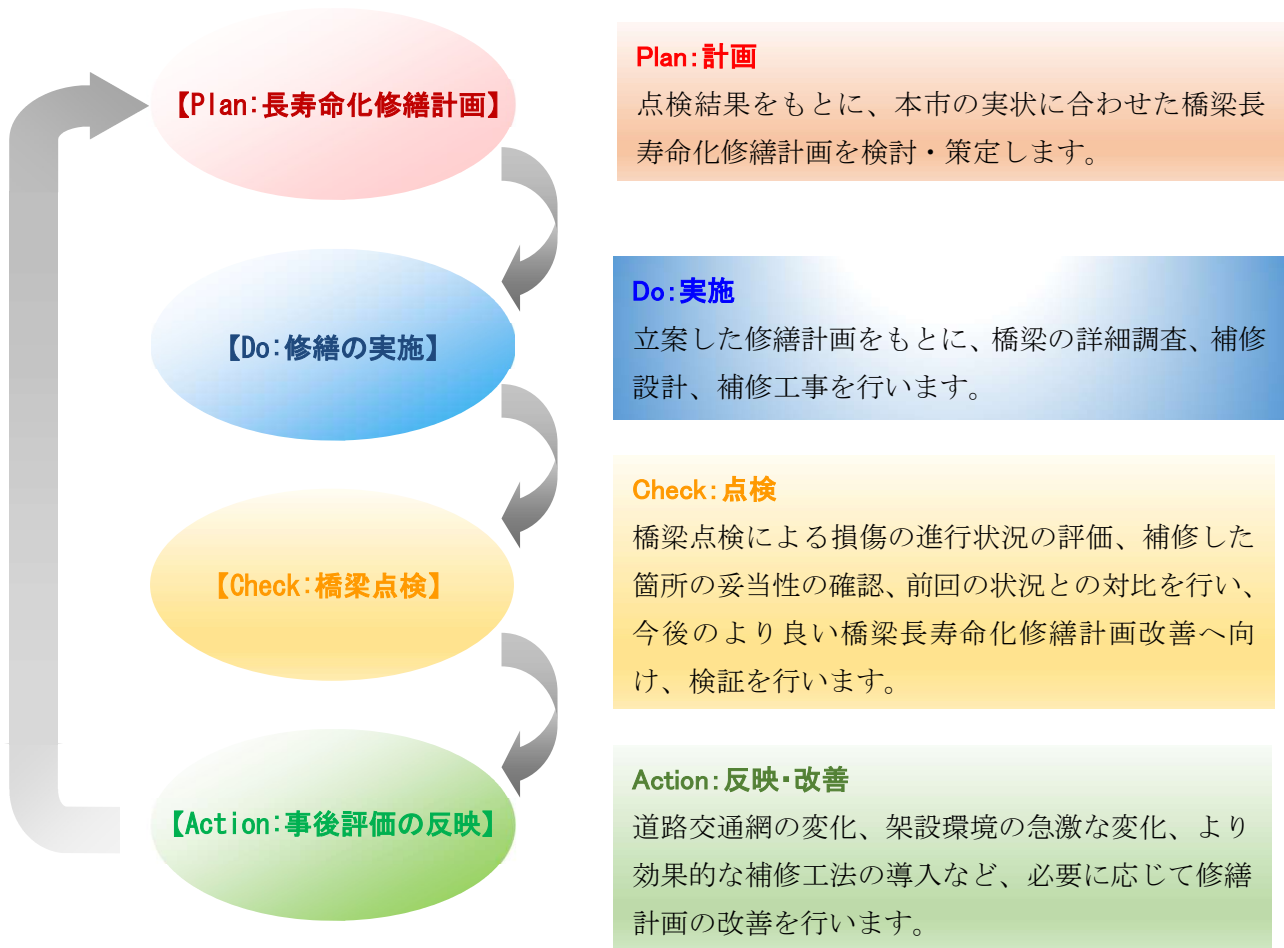 【Plan:長寿命化修繕計画】
Plan:計画
点検結果をもとに、本市の実状に合わせた橋梁長
寿命化修繕計画を検討・策定します。
【Do:修繕の実施】
Do:実施
立案した修繕計画をもとに、橋梁の詳細調査、補修
設計、補修工事を行います。
【Check:橋梁点検】
Check:点検
橋梁点検による損傷の進行状況の評価、補修した
箇所の妥当性の確認、前回の状況との対比を行い、
今後のより良い橋梁長寿命化修繕計画改善へ向
け、検証を行います。
【Action:事後評価の反映】
Action:反映・改善
道路交通網の変化、架設環境の急激な変化、より
効果的な補修工法の導入など、必要に応じて修繕
計画の改善を行います。